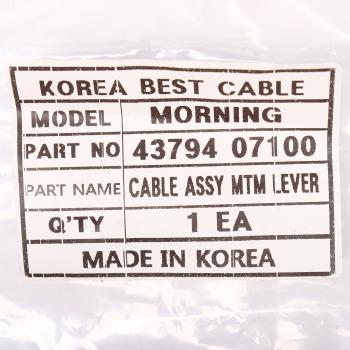 KOREA BEST CABLE
MODEL MORNING
PART NO 43794 07100
PART NAME CABLE ASSY MTM LEVER
Q'TY 1 EA
MADE IN KOREA